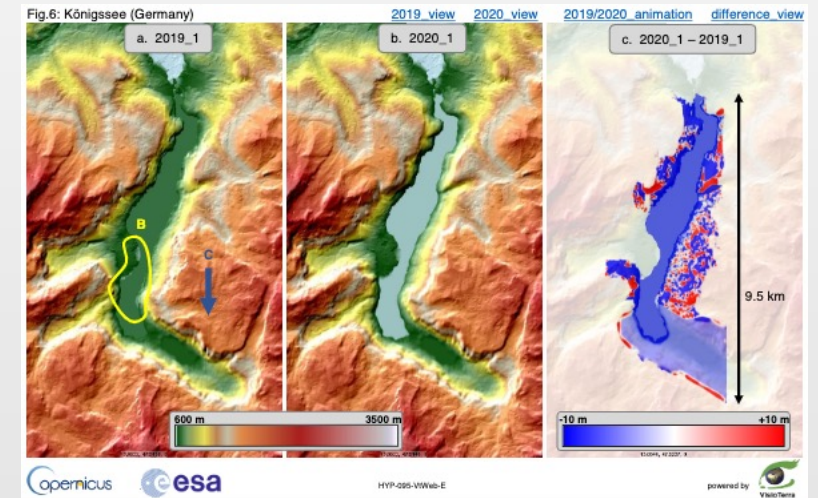 Fig.6: Königssee (Germany)
2019_view 2020_view 2019/2020_animation difference_view
a. 2019_1
b. 2020_1
c. 2020_1 – 2019_1
B
C
9.5 km
600 m 3500 m
-10 m +10 m
opernicus
esa
HYP-095-VtWeb-E
powered by
VisioTerra